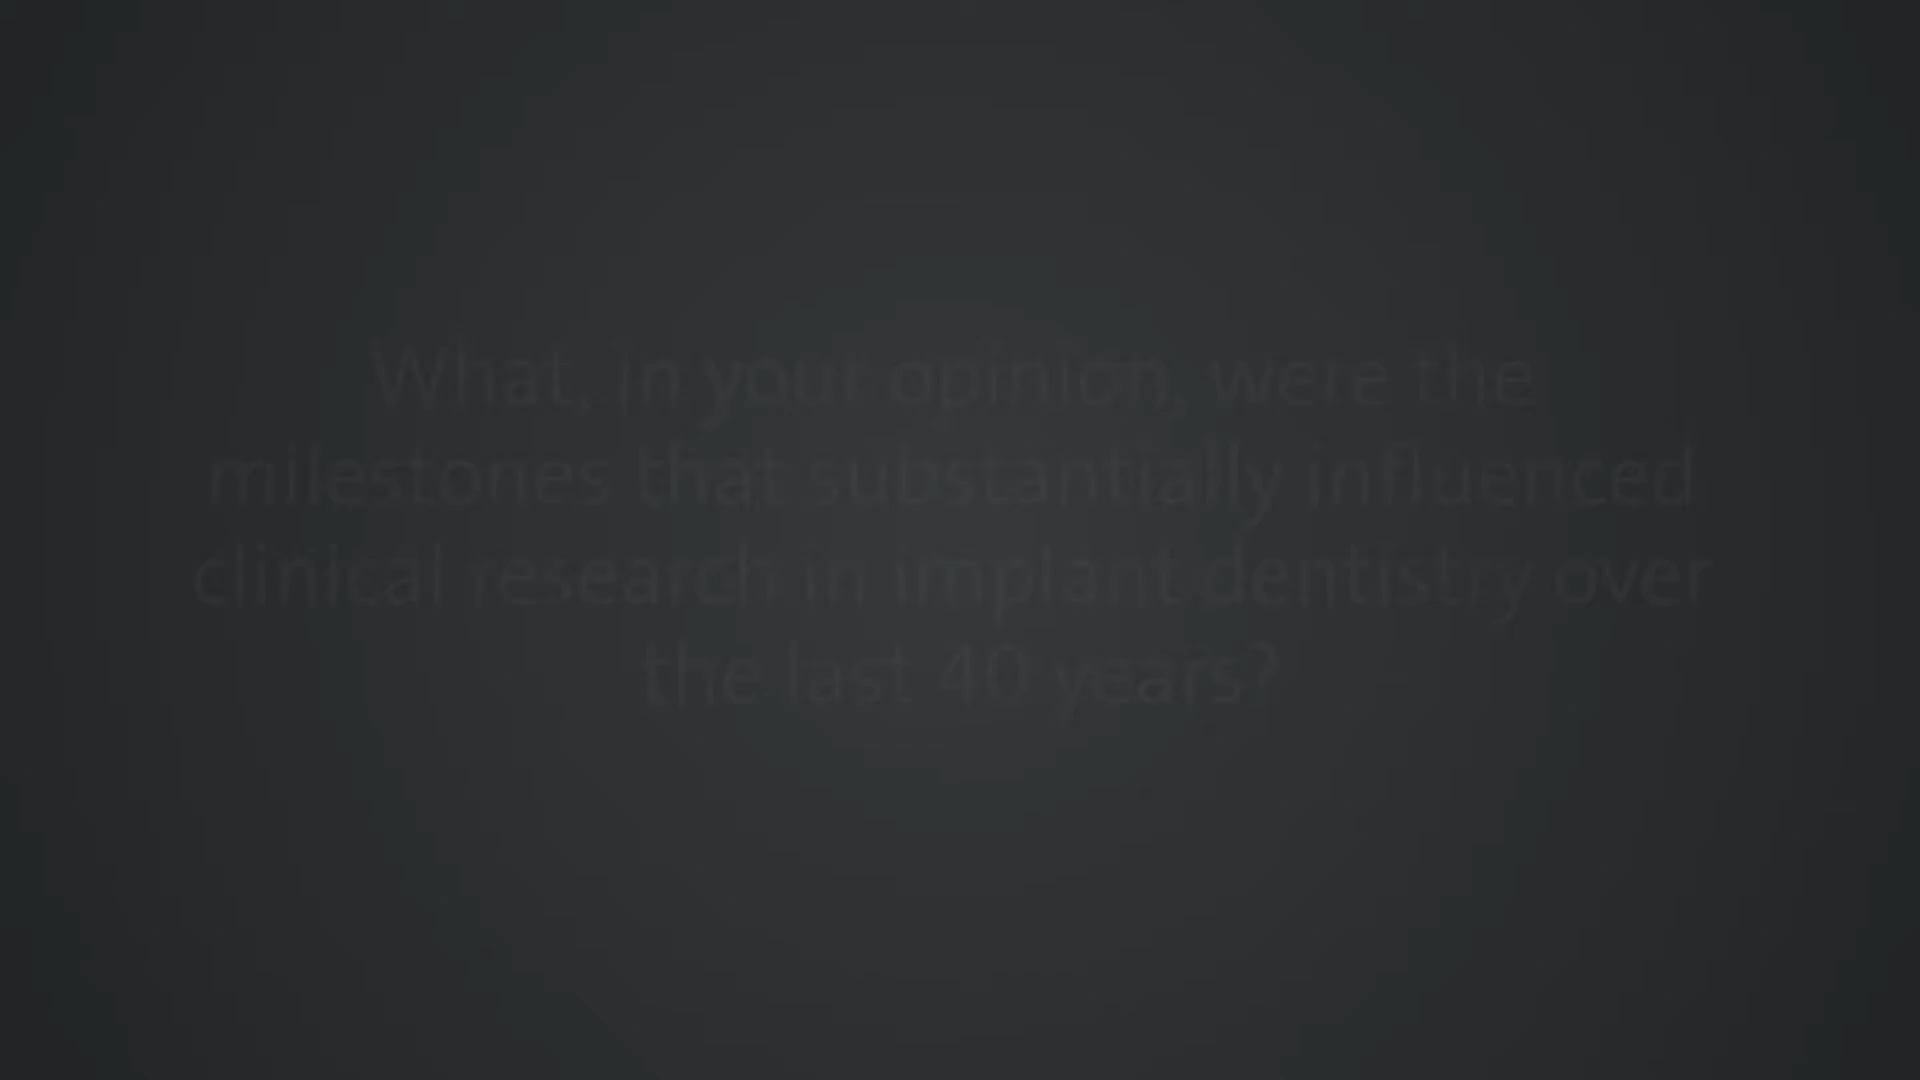 What, in your opinion, were the
milestones that substantially influenced
clinical research in implant dentistry over
the last 40 years?